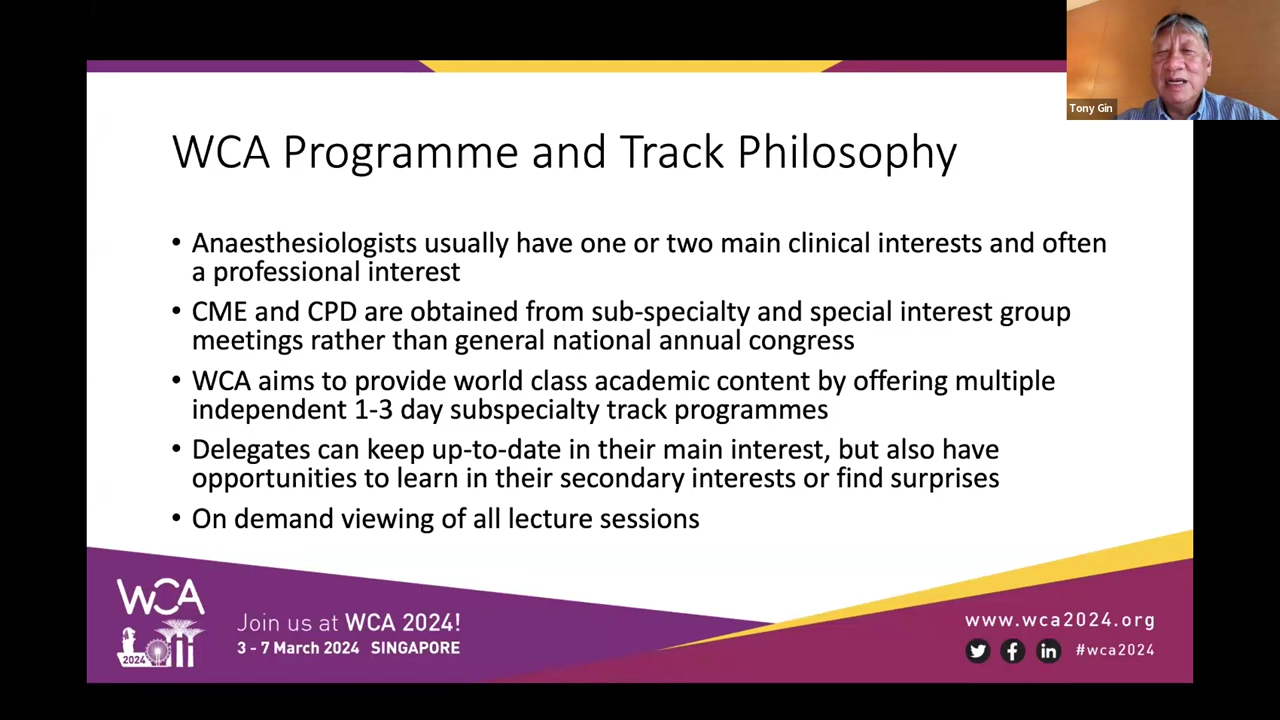 Tony Gin
WCA Programme and Track Philosophy
• Anaesthesiologists usually have one or two main clinical interests and often
a professional interest
• CME and CPD are obtained from sub-specialty and special interest group
meetings rather than general national annual congress
• WCA aims to provide world class academic content by offering multiple
independent 1-3 day subspecialty track programmes
• Delegates can keep up-to-date in their main interest, but also have
opportunities to learn in their secondary interests or find surprises
• On demand viewing of all lecture sessions
WCA
2024
Join us at WCA 2024!
3 - 7 March 2024 SINGAPORE
www.wca2024.org
#wca2024